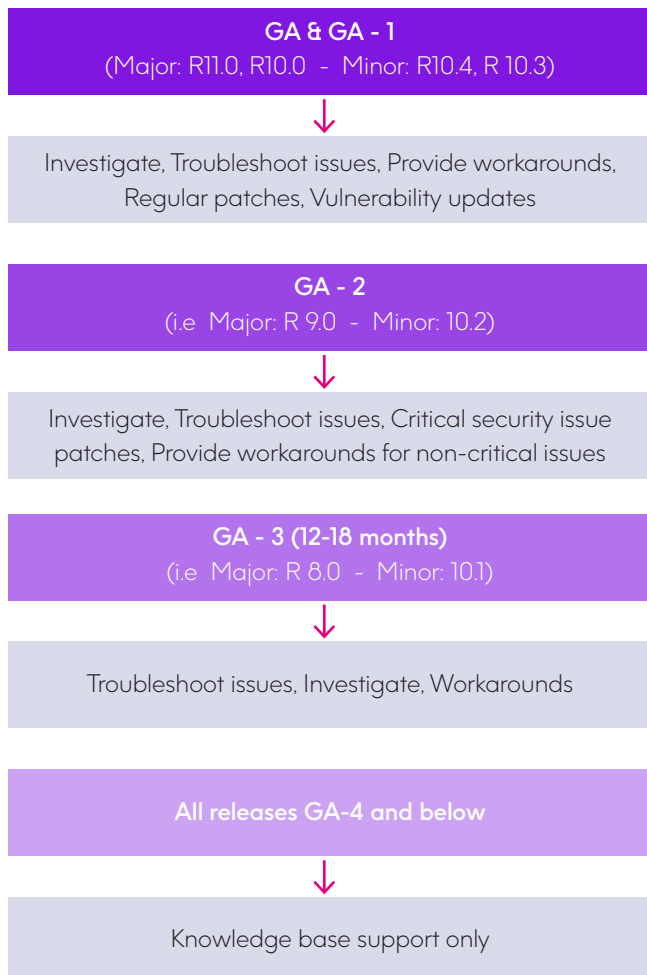 GA & GA - 1
(Major: R11.0, R10.0 - Minor: R10.4, R 10.3)
Investigate, Troubleshoot issues, Provide workarounds,
Regular patches, Vulnerability updates
GA - 2
(i.e Major: R 9.0 - Minor: 10.2)
Investigate, Troubleshoot issues, Critical security issue
patches, Provide workarounds for non-critical issues
GA - 3 (12-18 months)
(i.e Major: R 8.0 - Minor: 10.1)
Troubleshoot issues, Investigate, Workarounds
All releases GA-4 and below
Knowledge base support only